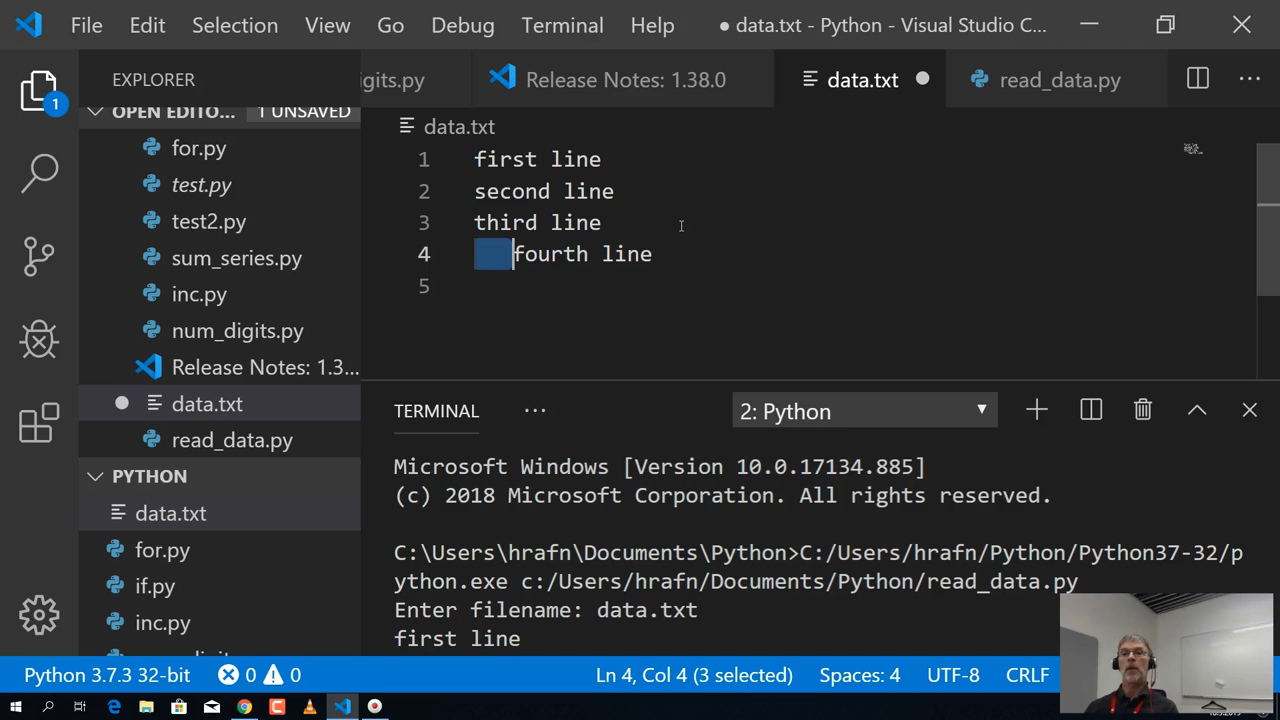 File Edit Selection View Go Debug Terminal Help ● data.txt - Python - Visual Studio C...
1
EXPLORER
OPEN EDITO... 1 UNSAVED
for.py
test.py
test2.py
sum_series.py
inc.py
num_digits.py
Release Notes: 1.3...
data.txt
read_data.py
PYTHON
data.txt
for.py
if.py
inc.py
igits.py Release Notes: 1.38.0 data.txt read_data.py ...
data.txt
1 first line
2 second line
3 third line
4 fourth line
5
TERMINAL ... 2: Python
Microsoft Windows [Version 10.0.17134.885]
(c) 2018 Microsoft Corporation. All rights reserved.
C:\Users\hrafn\Documents\Python>C:/Users/hrafn/Python/Python37-32/p
ython.exe c:/Users/hrafn/Documents/Python/read_data.py
Enter filename: data.txt
first line
Python 3.7.3 32-bit 0 0 Ln 4, Col 4 (3 selected) Spaces: 4 UTF-8 CRLF